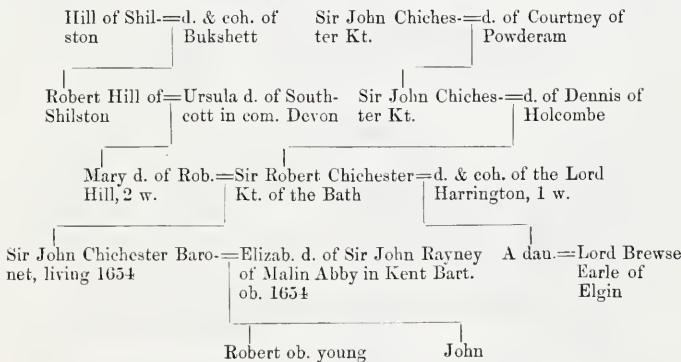 Hill of Shil-=d. & coh. of Sir John Chiches-=d. of Courtney of
ston Bukshett ter Kt. Powderam
Robert Hill of=Ursula d. of South- Sir John Chiches-=d. of Dennis of
Shilston cott in com. Devon ter Kt. Holcombe
Mary d. of Rob.=Sir Robert Chichester=d. & coh. of the Lord
Hill, 2 w. Kt. of the Bath Harrington, 1 w.
Sir John Chichester Baro-=Elizab. d. of Sir John Rayney A dau.=Lord Brewse
net, living 1654 of Malin Abby in Kent Bart. Earle of
ob. 1654 Elgin
Robert ob. young John